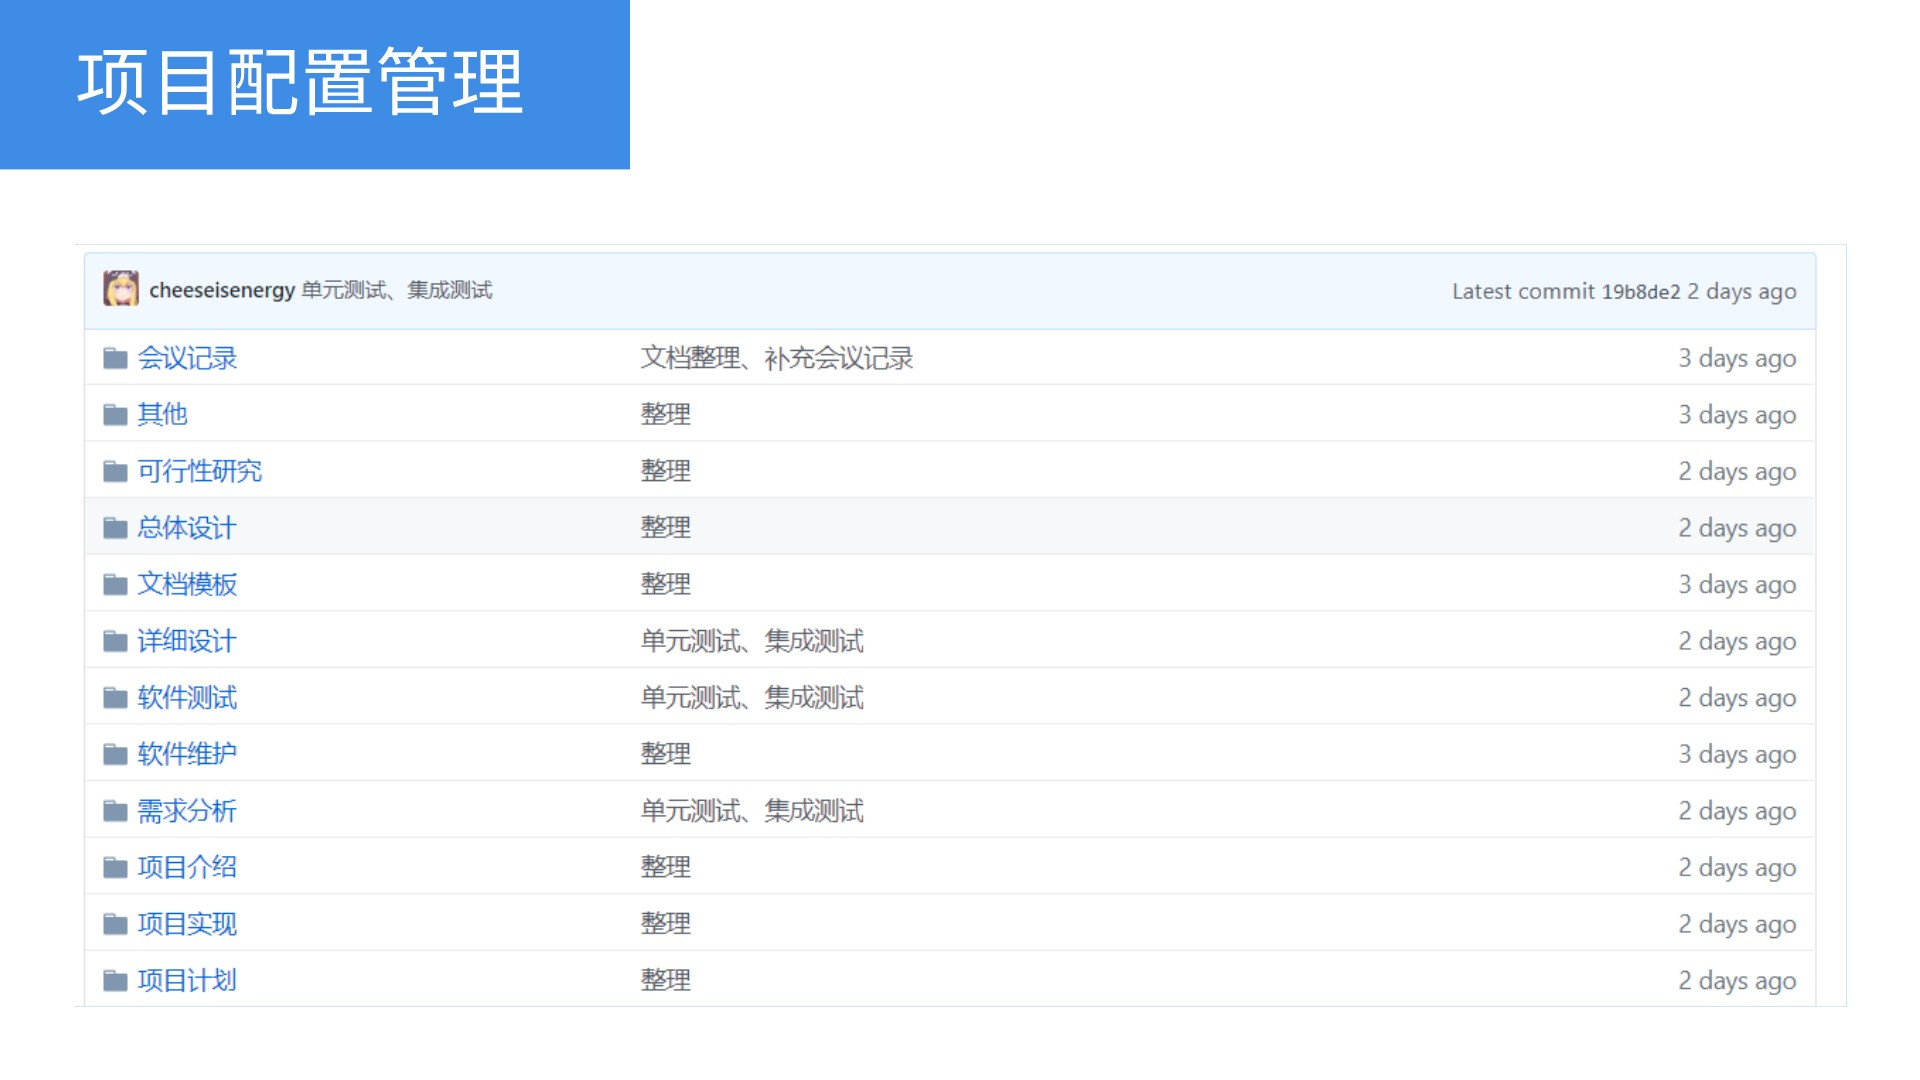 项目配置管理
cheeseisenergy 单元测试、集成测试 Latest commit 19b8de2 2 days ago
会议记录 文档整理、补充会议记录 3 days ago
其他 整理 3 days ago
可行性研究 整理 2 days ago
总体设计 整理 2 days ago
文档模板 整理 3 days ago
详细设计 单元测试、集成测试 2 days ago
软件测试 单元测试、集成测试 2 days ago
软件维护 整理 3 days ago
需求分析 单元测试、集成测试 2 days ago
项目介绍 整理 2 days ago
项目实现 整理 2 days ago
项目计划 整理 2 days ago